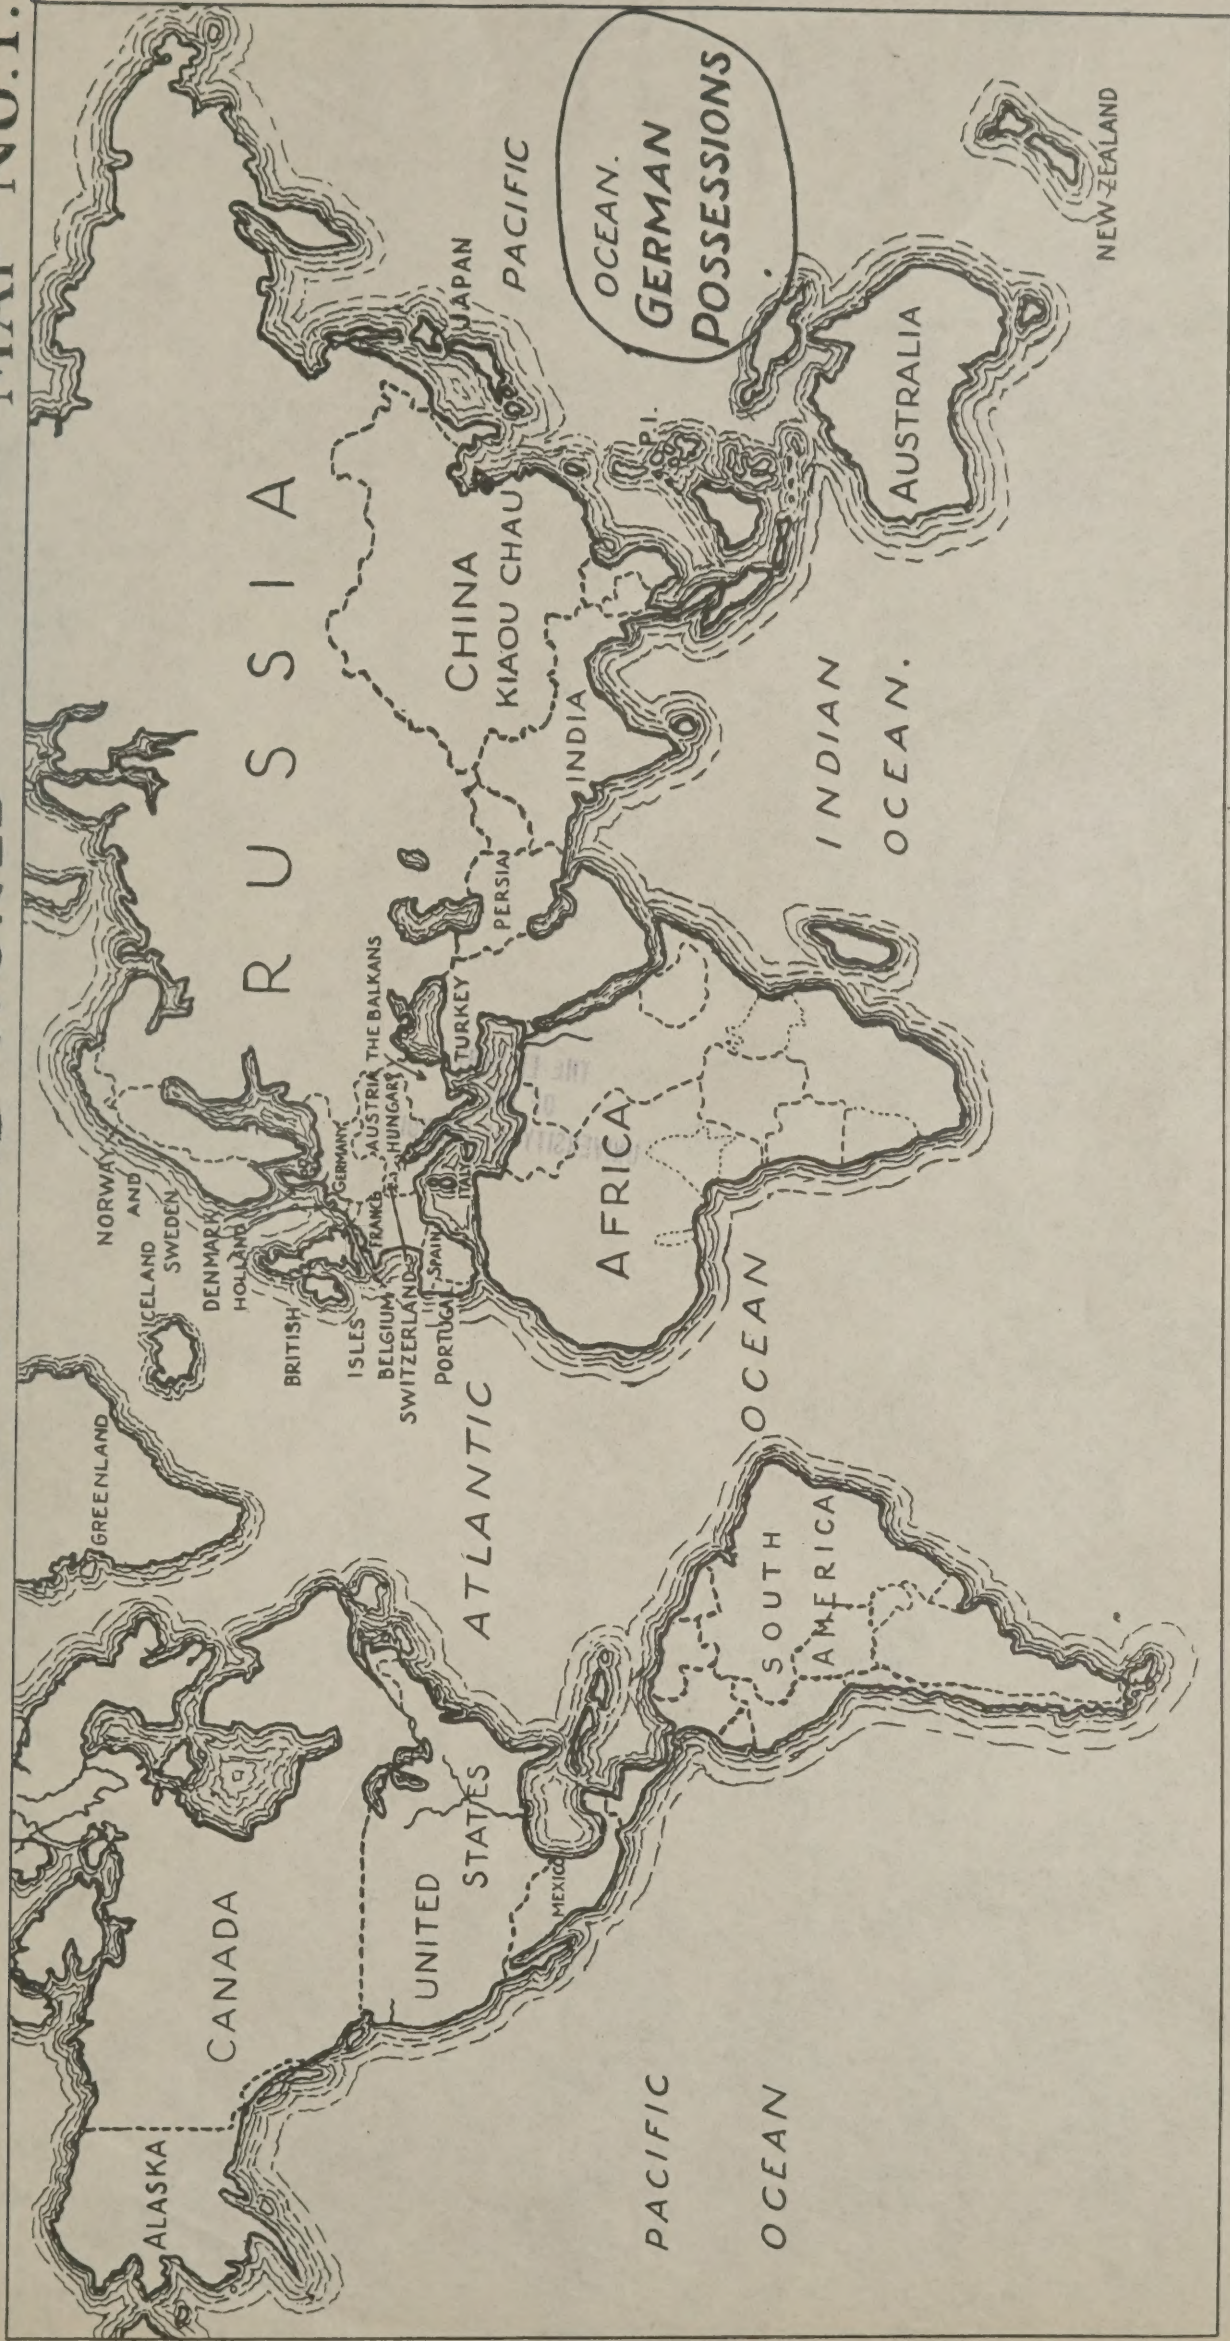 MAP NO. 1.
GREENLAND
ICELAND
NORWAY
AND
SWEDEN
DENMARK
HOLLAND
BRITISH
ISLES
BELGIUM
SWITZERLAND
PORTUGAL
SPAIN
FRANCE
GERMANY
AUSTRIA
HUNGARY
THE BALKANS
ITALY
TURKEY
PERSIA
RUSSIA
ALASKA
CANADA
UNITED
STATES
MEXICO
ATLANTIC
OCEAN
SOUTH
AMERICA
AFRICA
INDIA
CHINA
KIAOU CHAU
JAPAN
P.I.
PACIFIC
OCEAN.
GERMAN
POSSESSIONS
PACIFIC
OCEAN
INDIAN
OCEAN.
AUSTRALIA
NEW ZEALAND